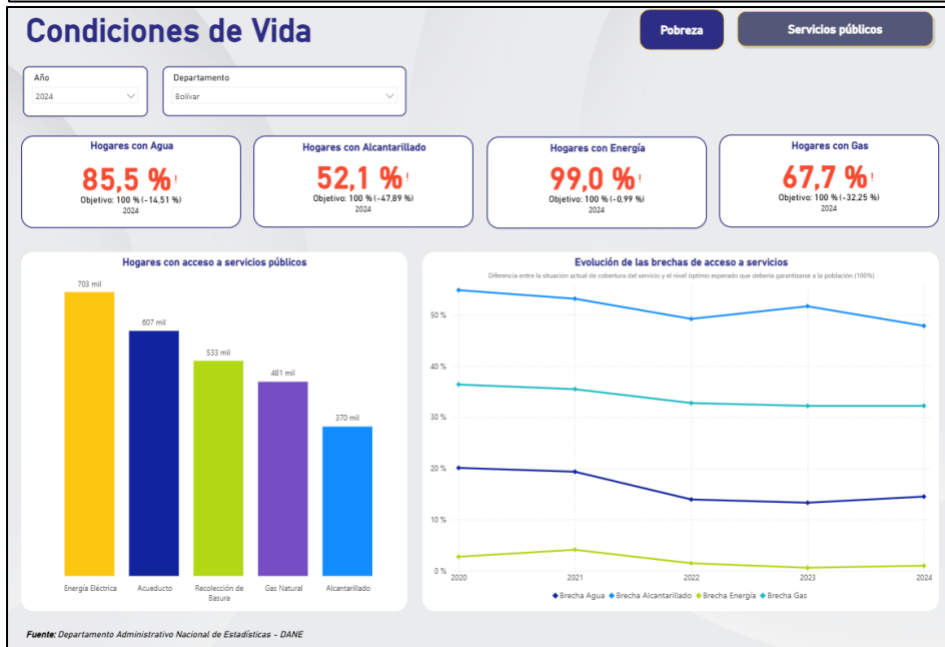 Condiciones de Vida
Pobreza
Servicios públicos
Año
2024
Departamento
Bolívar
Hogares con Agua
85,5 %!
Objetivo: 100 % (-14,51 %)
2024
Hogares con Alcantarillado
52,1 %!
Objetivo: 100 % (-47,89 %)
2024
Hogares con Energía
99,0 %!
Objetivo: 100 % (-0,99 %)
2024
Hogares con Gas
67,7 %!
Objetivo: 100 % (-32,25 %)
2024
Hogares con acceso a servicios públicos
703 mil
607 mil
533 mil
481 mil
370 mil
Energía Eléctrica
Acueducto
Recolección de
Basura
Gas Natural
Alcantarillado
Evolución de las brechas de acceso a servicios
Diferencia entre la situación actual de cobertura del servicio y el nivel óptimo esperado que debería garantizarse a la población (100%)
50 %
40 %
30 %
20 %
10 %
0 %
2020
2021
2022
2023
2024
Brecha Agua
Brecha Alcantarillado
Brecha Energía
Brecha Gas
Fuente: Departamento Administrativo Nacional de Estadísticas - DANE